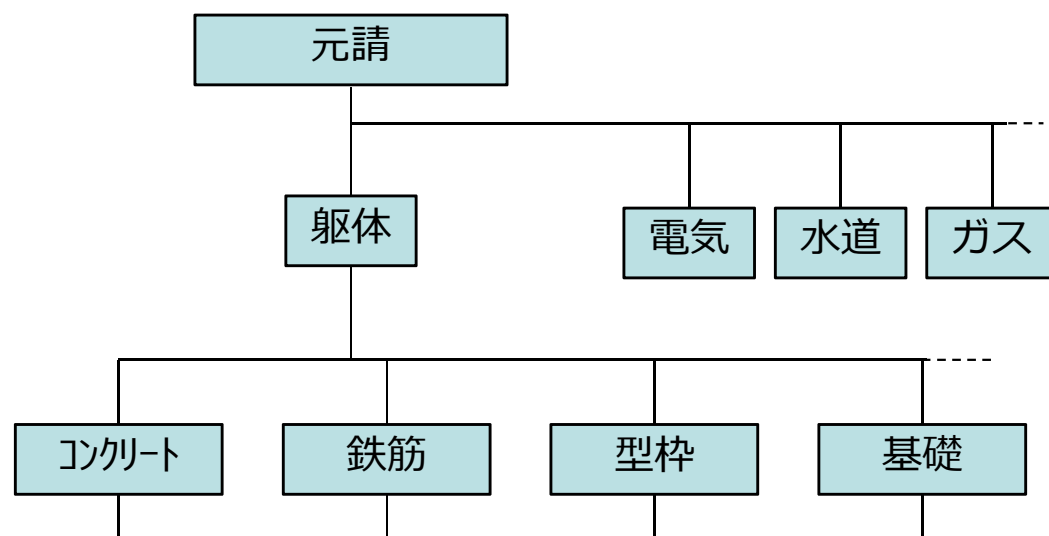 元請
躯体
電気
水道
ガス
コンクリート
鉄筋
型枠
基礎